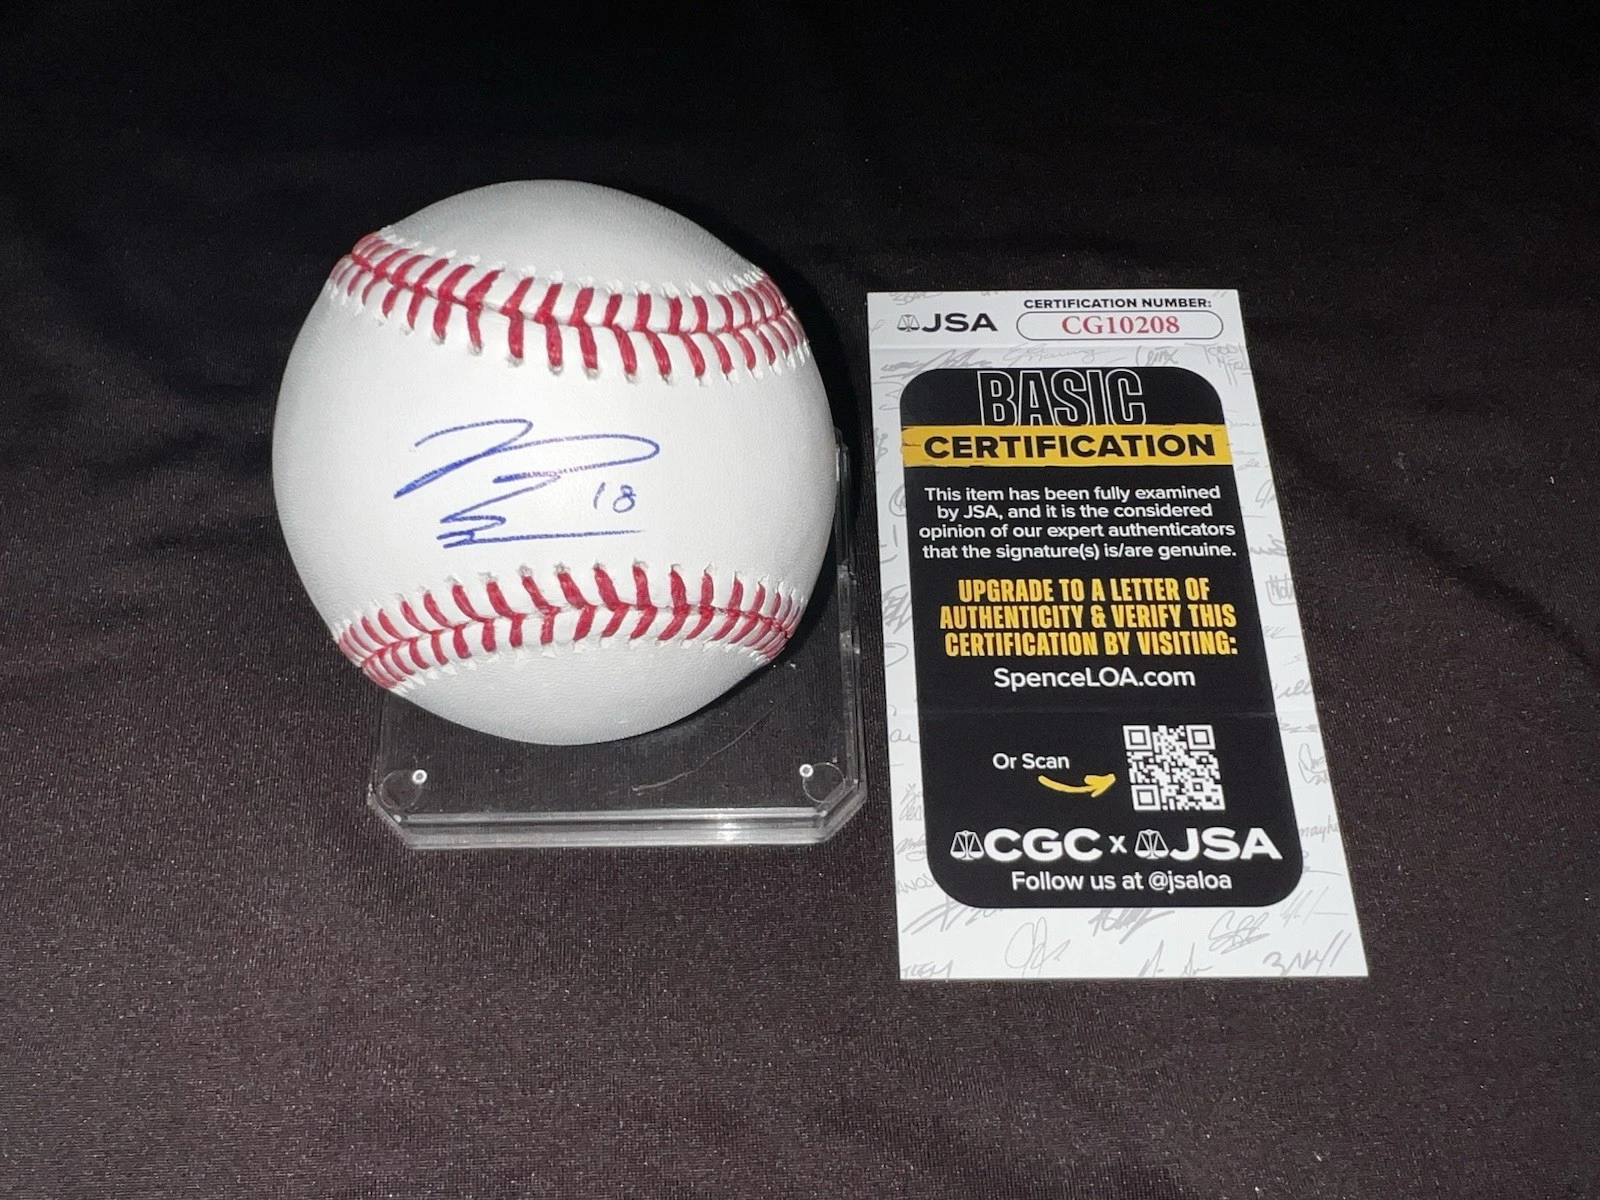 18
JSA
CERTIFICATION NUMBER:
CG10208
BASIC
CERTIFICATION
This item has been fully examined
by JSA, and it is the considered
opinion of our expert authenticators
that the signature(s) is/are genuine.
UPGRADE TO A LETTER OF
AUTHENTICITY & VERIFY THIS
CERTIFICATION BY VISITING:
SpenceLOA.com
Or Scan
CGC x JSA
Follow us at @jsaloa